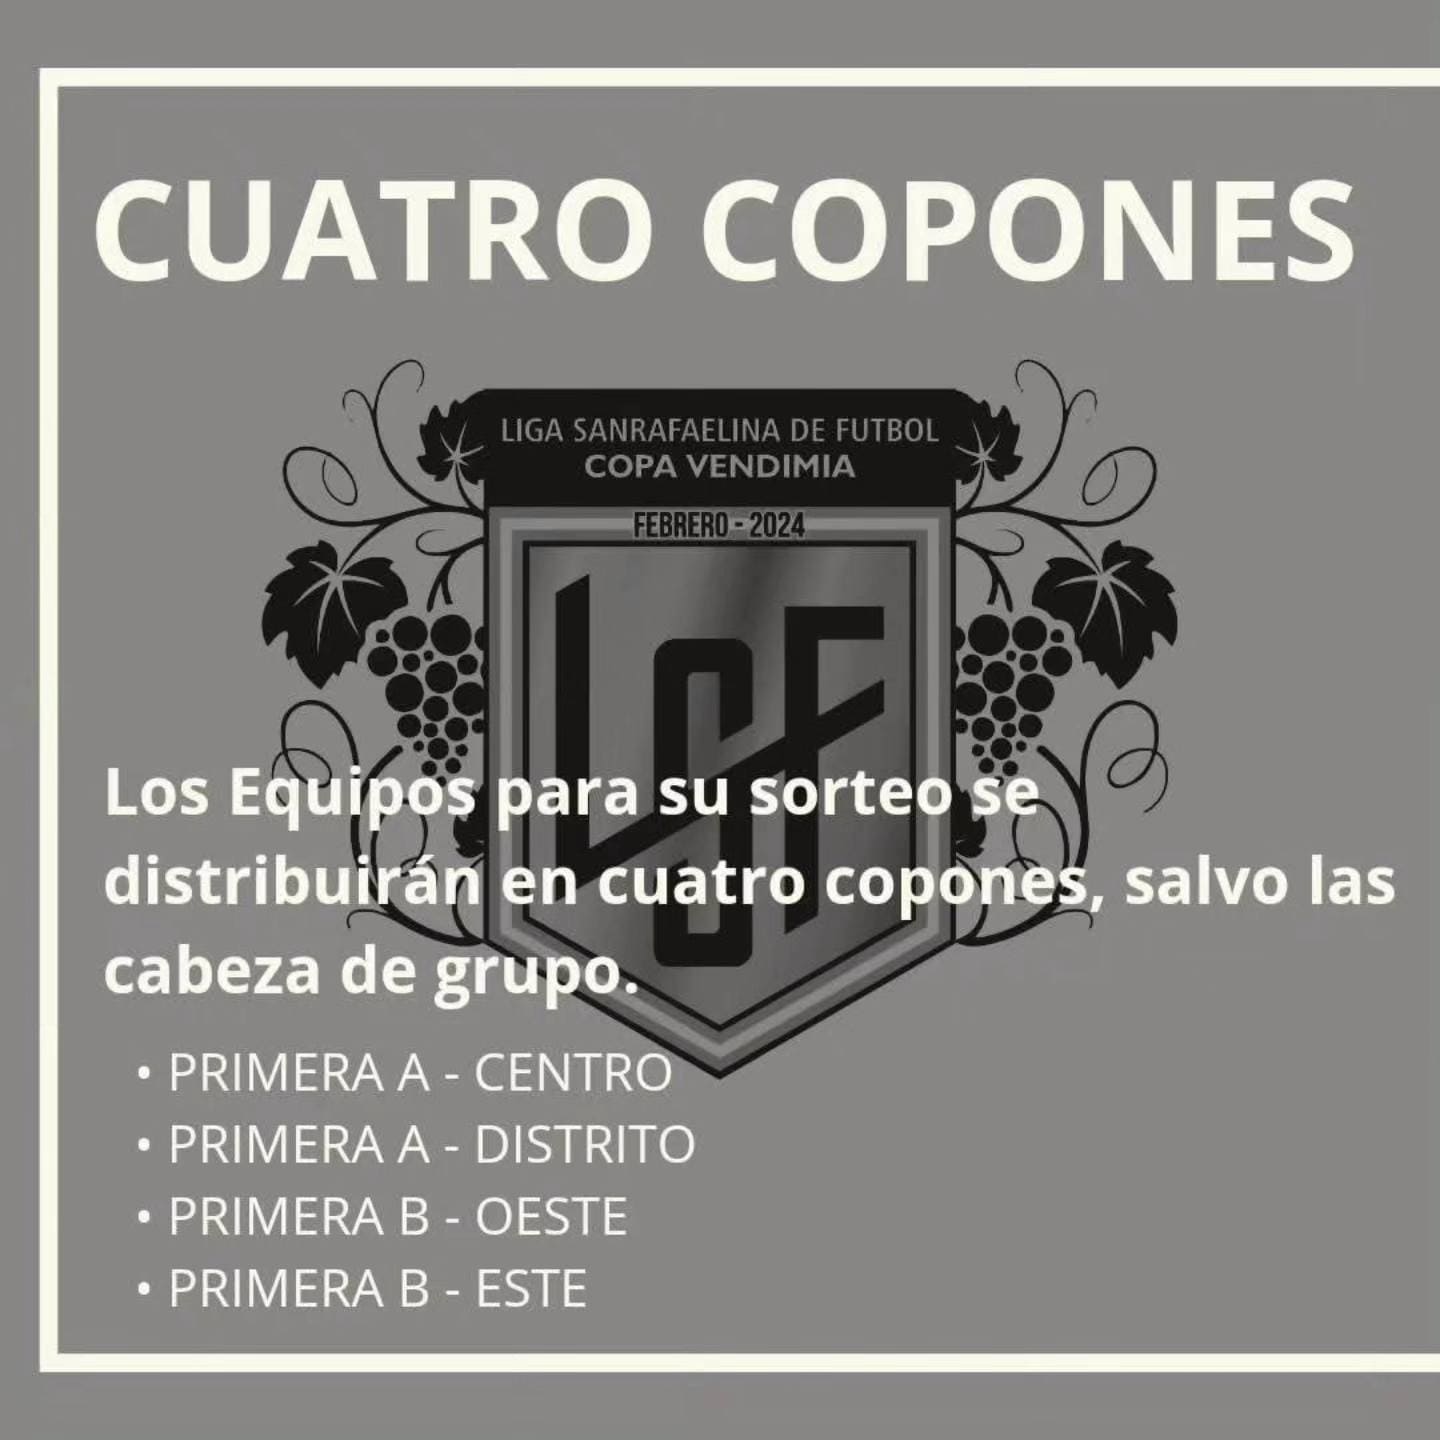 CUATRO COPONES
LIGA SANRAFAELINA DE FUTBOL
COPA VENDIMIA
FEBRERO - 2024
LSF
Los Equipos para su sorteo se
distribuirán en cuatro copones, salvo las
cabeza de grupo.
• PRIMERA A - CENTRO
• PRIMERA A - DISTRITO
• PRIMERA B - OESTE
• PRIMERA B - ESTE